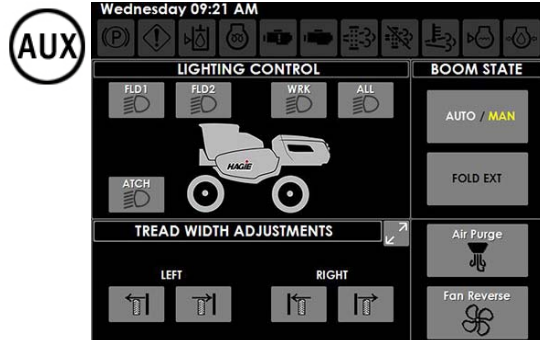 Wednesday 09:21 AM
AUX
(P)
LIGHTING CONTROL
BOOM STATE
FLD1
FLD2
WRK
ALL
AUTO / MAN
HAGIE
FOLD EXT
ATCH
TREAD WIDTH ADJUSTMENTS
Air Purge
LEFT
RIGHT
Fan Reverse